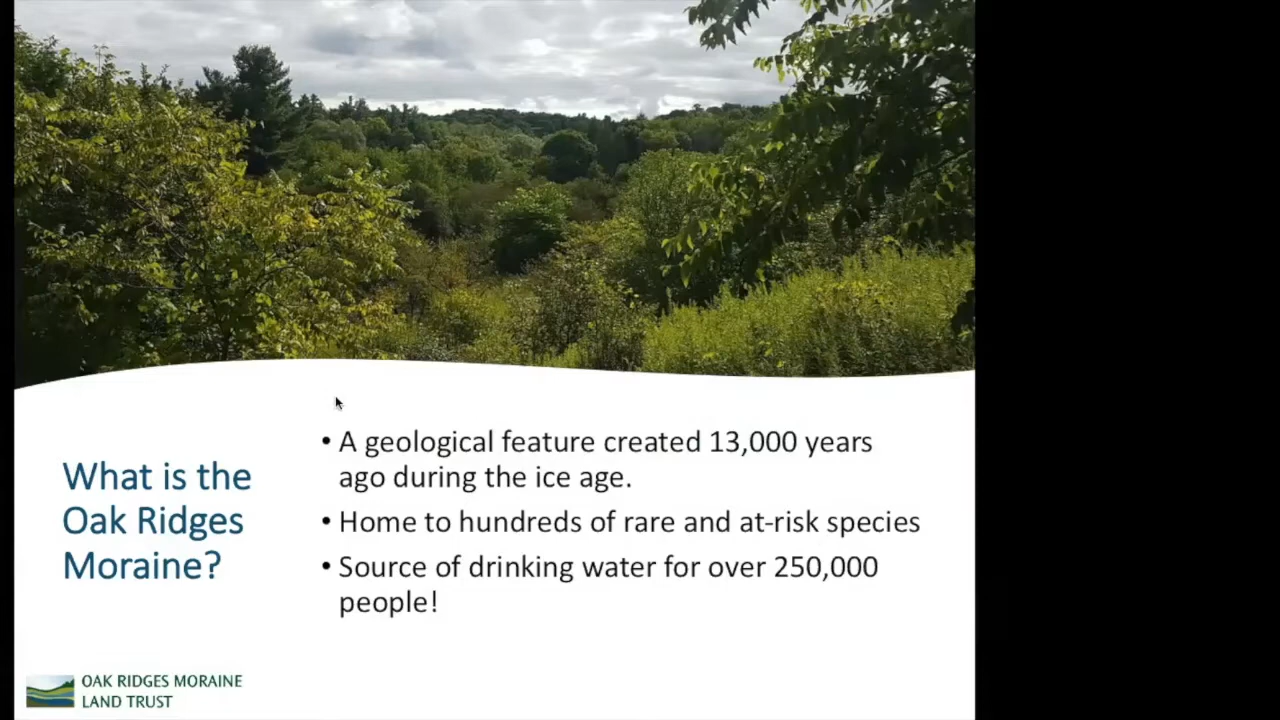 What is the
Oak Ridges
Moraine?
• A geological feature created 13,000 years
ago during the ice age.
• Home to hundreds of rare and at-risk species
• Source of drinking water for over 250,000
people!
OAK RIDGES MORAINE
LAND TRUST